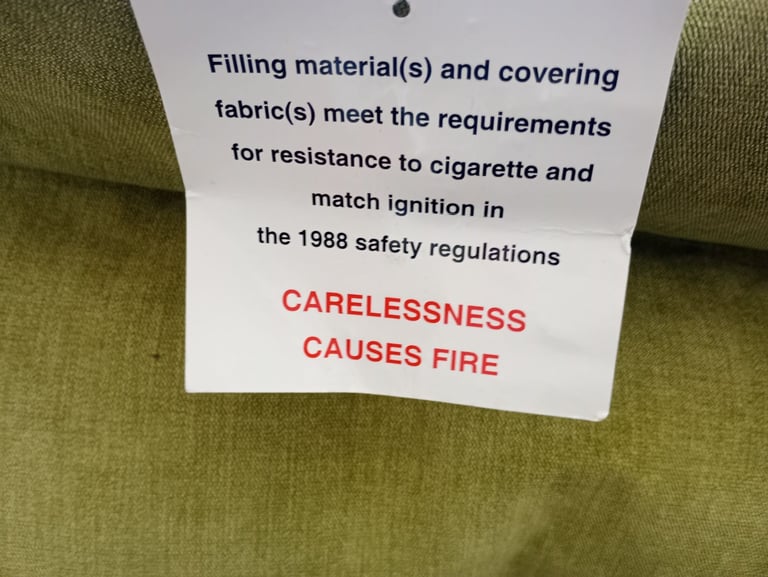 Filling material(s) and covering
fabric(s) meet the requirements
for resistance to cigarette and
match ignition in
the 1988 safety regulations
CARELESSNESS
CAUSES FIRE